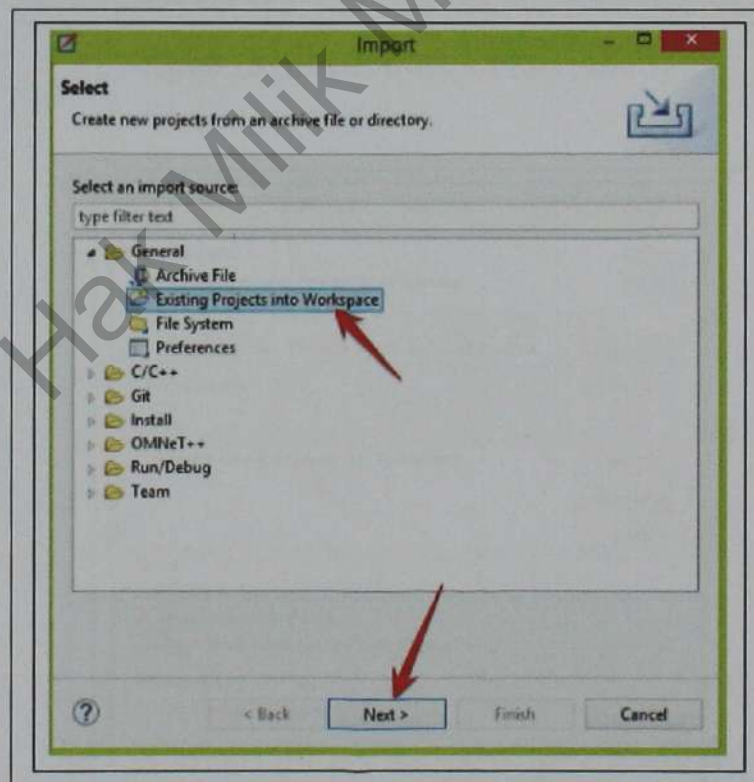 Import
Select
Create new projects from an archive file or directory.
Select an import source:
type filter text
General
Archive File
Existing Projects into Workspace
File System
Preferences
C/C++
Git
Install
OMNeT++
Run/Debug
Team
< Back
Next >
Finish
Cancel
Hak Milik